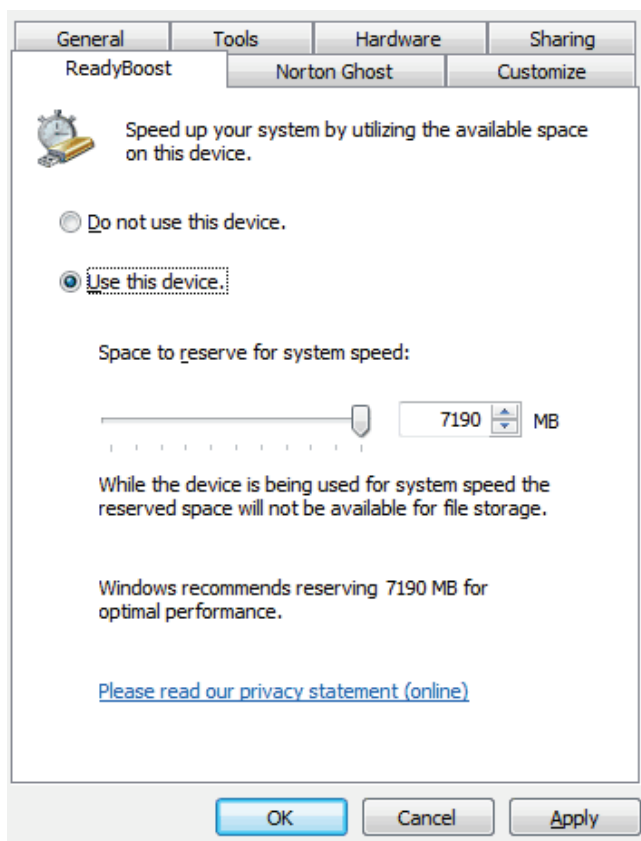 General Tools Hardware Sharing
ReadyBoost Norton Ghost Customize
Speed up your system by utilizing the available space
on this device.
Do not use this device.
Use this device.
Space to reserve for system speed:
7190 MB
While the device is being used for system speed the
reserved space will not be available for file storage.
Windows recommends reserving 7190 MB for
optimal performance.
Please read our privacy statement (online)
OK Cancel Apply